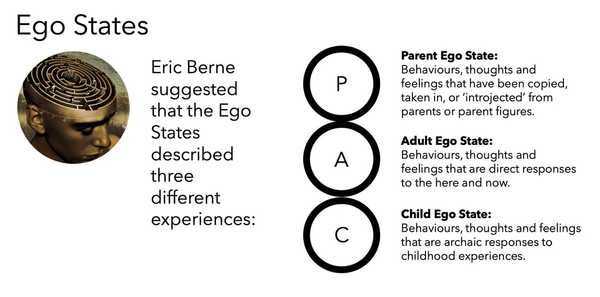 Ego States
Eric Berne
suggested
that the Ego
States
described
three
different
experiences:
P
Parent Ego State:
Behaviours, thoughts and
feelings that have been copied,
taken in, or ‘introjected’ from
parents or parent figures.
A
Adult Ego State:
Behaviours, thoughts and
feelings that are direct responses
to the here and now.
C
Child Ego State:
Behaviours, thoughts and feelings
that are archaic responses to
childhood experiences.